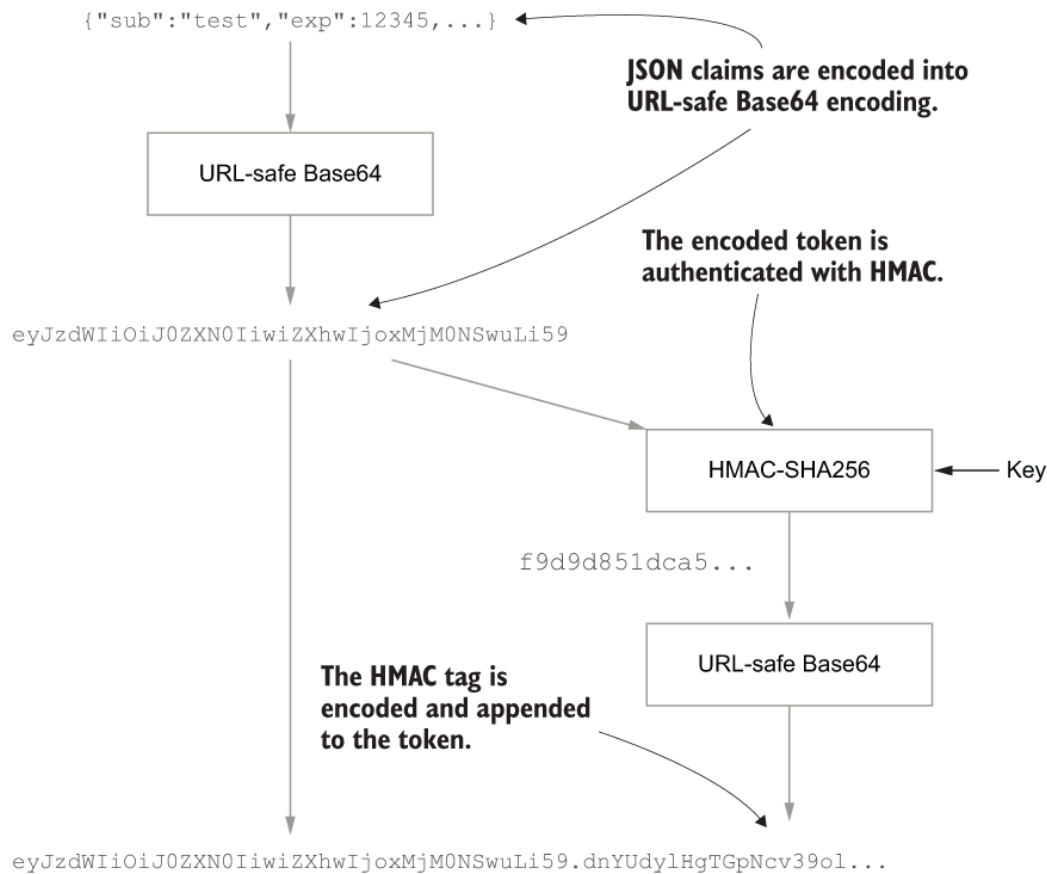 {"sub":"test","exp":12345,...}
JSON claims are encoded into
URL-safe Base64 encoding.
URL-safe Base64
The encoded token is
authenticated with HMAC.
eyJzdWIiOiJ0ZXN0IiwiZXhwIjoxMjM0NSwuLi59
HMAC-SHA256
Key
f9d9d851dca5...
URL-safe Base64
The HMAC tag is
encoded and appended
to the token.
eyJzdWIiOiJ0ZXN0IiwiZXhwIjoxMjM0NSwuLi59.dnYUdylHgTGpNcv39ol...